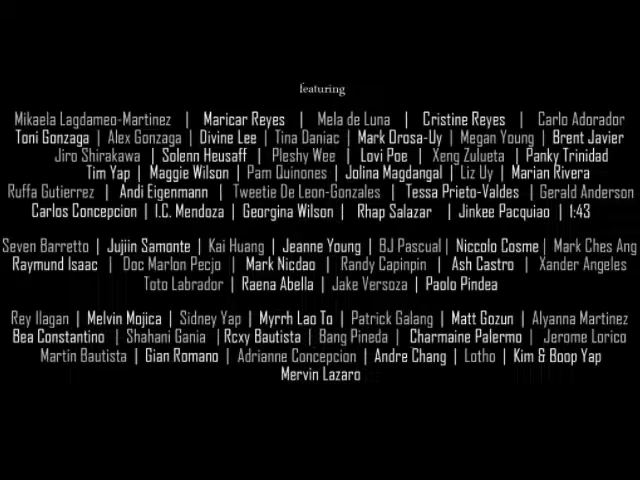 featuring
Mikaela Lagdameo-Martinez | Maricar Reyes | Mela de Luna | Cristine Reyes | Carlo Adorador
Toni Gonzaga | Alex Gonzaga | Divine Lee | Tina Daniac | Mark Orosa-Uy | Megan Young | Brent Javier
Jiro Shirakawa | Solenn Heusaff | Pleshy Wee | Lovi Poe | Xeng Zulueta | Panky Trinidad
Tim Yap | Maggie Wilson | Pam Quinones | Jolina Magdangal | Liz Uy | Marian Rivera
Ruffa Gutierrez | Andi Eigenmann | Tweetie De Leon-Gonzales | Tessa Prieto-Valdes | Gerald Anderson
Carlos Concepcion | I.C. Mendoza | Georgina Wilson | Rhap Salazar | Jinkee Pacquiao | 1:43
Seven Barretto | Jujiin Samonte | Kai Huang | Jeanne Young | BJ Pascual | Niccolo Cosme | Mark Ches Ang
Raymund Isaac | Doc Marlon Pecjo | Mark Nicdao | Randy Capinpin | Ash Castro | Xander Angeles
Toto Labrador | Raena Abella | Jake Versoza | Paolo Pindea
Rey Ilagan | Melvin Mojica | Sidney Yap | Myrrh Lao To | Patrick Galang | Matt Gozun | Alyanna Martinez
Bea Constantino | Shahani Gania | Rcxy Bautista | Bang Pineda | Charmaine Palermo | Jerome Lorico
Martin Bautista | Gian Romano | Adrianne Concepcion | Andre Chang | Lotho | Kim & Boop Yap
Mervin Lazaro